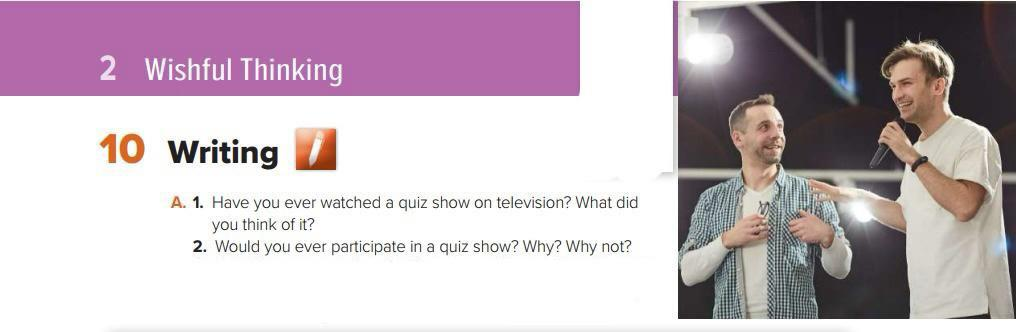 2 Wishful Thinking
10 Writing
A. 1. Have you ever watched a quiz show on television? What did
you think of it?
2. Would you ever participate in a quiz show? Why? Why not?